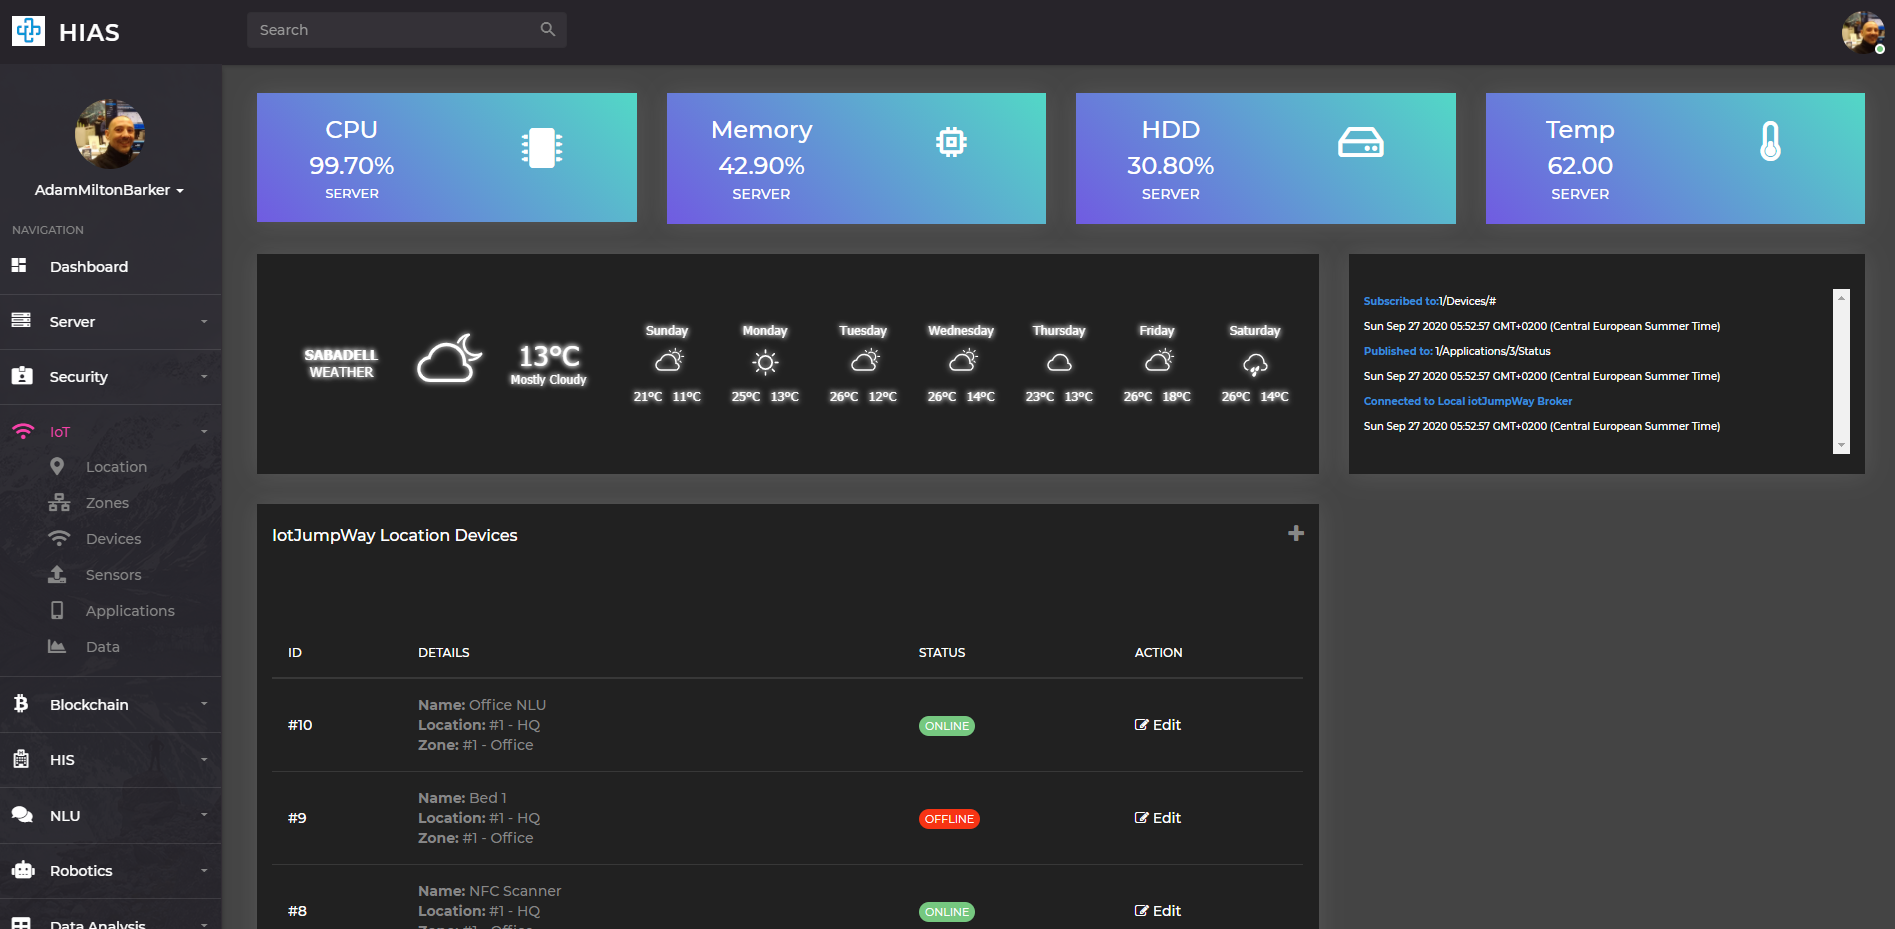 HIAS
Search
AdamMiltonBarker
NAVIGATION
Dashboard
Server
Security
IoT
Location
Zones
Devices
Sensors
Applications
Data
Blockchain
HIS
NLU
Robotics
Data Analysis
CPU
99.70%
SERVER
Memory
42.90%
SERVER
HDD
30.80%
SERVER
Temp
62.00
SERVER
SABADELL
WEATHER
13°C
Mostly Cloudy
Sunday
21°C 11°C
Monday
25°C 13°C
Tuesday
26°C 12°C
Wednesday
26°C 14°C
Thursday
23°C 13°C
Friday
26°C 18°C
Saturday
26°C 14°C
Subscribed to:1/Devices/#
Sun Sep 27 2020 05:52:57 GMT+0200 (Central European Summer Time)
Published to: 1/Applications/3/Status
Sun Sep 27 2020 05:52:57 GMT+0200 (Central European Summer Time)
Connected to Local iotJumpWay Broker
Sun Sep 27 2020 05:52:57 GMT+0200 (Central European Summer Time)
IotJumpWay Location Devices
ID DETAILS STATUS ACTION
#10
Name: Office NLU
Location: #1 - HQ
Zone: #1 - Office
ONLINE
Edit
#9
Name: Bed 1
Location: #1 - HQ
Zone: #1 - Office
OFFLINE
Edit
#8
Name: NFC Scanner
Location: #1 - HQ
Zone: #1 - Office
ONLINE
Edit